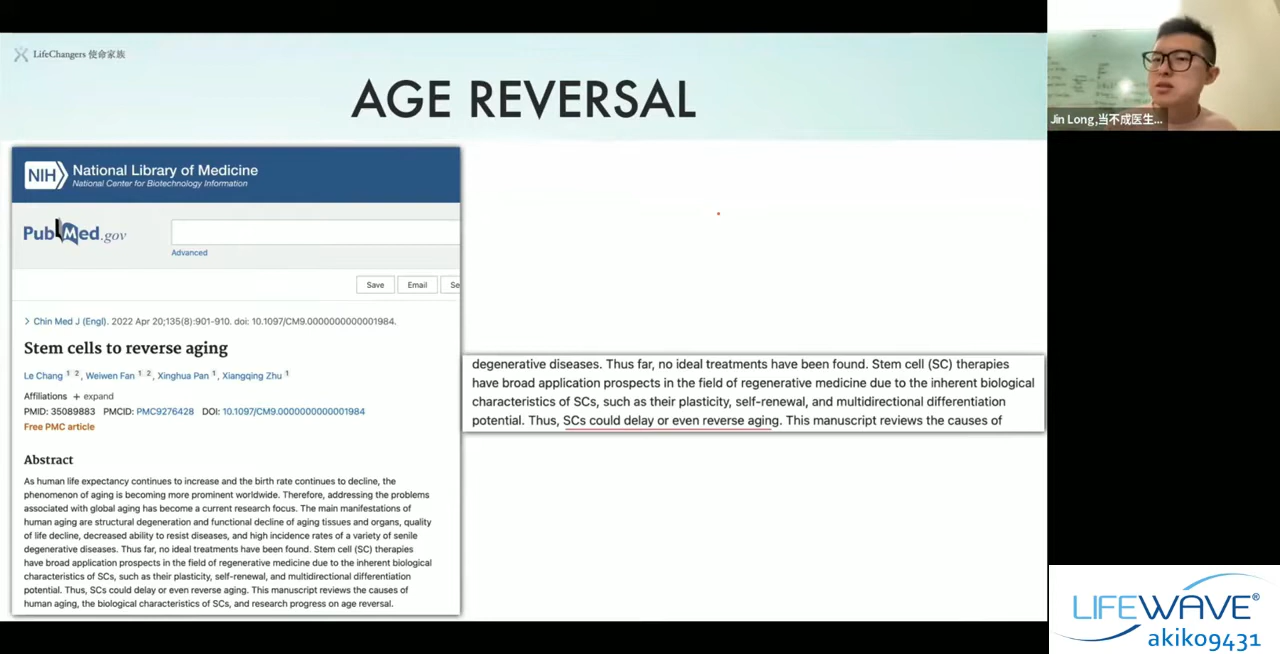 LifeChangers 使命家族
AGE REVERSAL
NIH National Library of Medicine
National Center for Biotechnology Information
PubMed.gov
Advanced
Save Email Se
Chin Med J (Engl). 2022 Apr 20;135(8):901-910. doi: 10.1097/CM9.0000000000001984.
Stem cells to reverse aging
Le Chang 1 2, Weiwen Fan 1 2, Xinghua Pan 1, Xiangqing Zhu 1
Affiliations + expand
PMID: 35089883 PMCID: PMC9276428 DOI: 10.1097/CM9.0000000000001984
Free PMC article
Abstract
As human life expectancy continues to increase and the birth rate continues to decline, the
phenomenon of aging is becoming more prominent worldwide. Therefore, addressing the problems
associated with global aging has become a current research focus. The main manifestations of
human aging are structural degeneration and functional decline of aging tissues and organs, quality
of life decline, decreased ability to resist diseases, and high incidence rates of a variety of senile
degenerative diseases. Thus far, no ideal treatments have been found. Stem cell (SC) therapies
have broad application prospects in the field of regenerative medicine due to the inherent biological
characteristics of SCs, such as their plasticity, self-renewal, and multidirectional differentiation
potential. Thus, SCs could delay or even reverse aging. This manuscript reviews the causes of
human aging, the biological characteristics of SCs, and research progress on age reversal.
degenerative diseases. Thus far, no ideal treatments have been found. Stem cell (SC) therapies
have broad application prospects in the field of regenerative medicine due to the inherent biological
characteristics of SCs, such as their plasticity, self-renewal, and multidirectional differentiation
potential. Thus, SCs could delay or even reverse aging. This manuscript reviews the causes of
Jin Long,当不成医生...
LIFEWAVE®
akiko9431